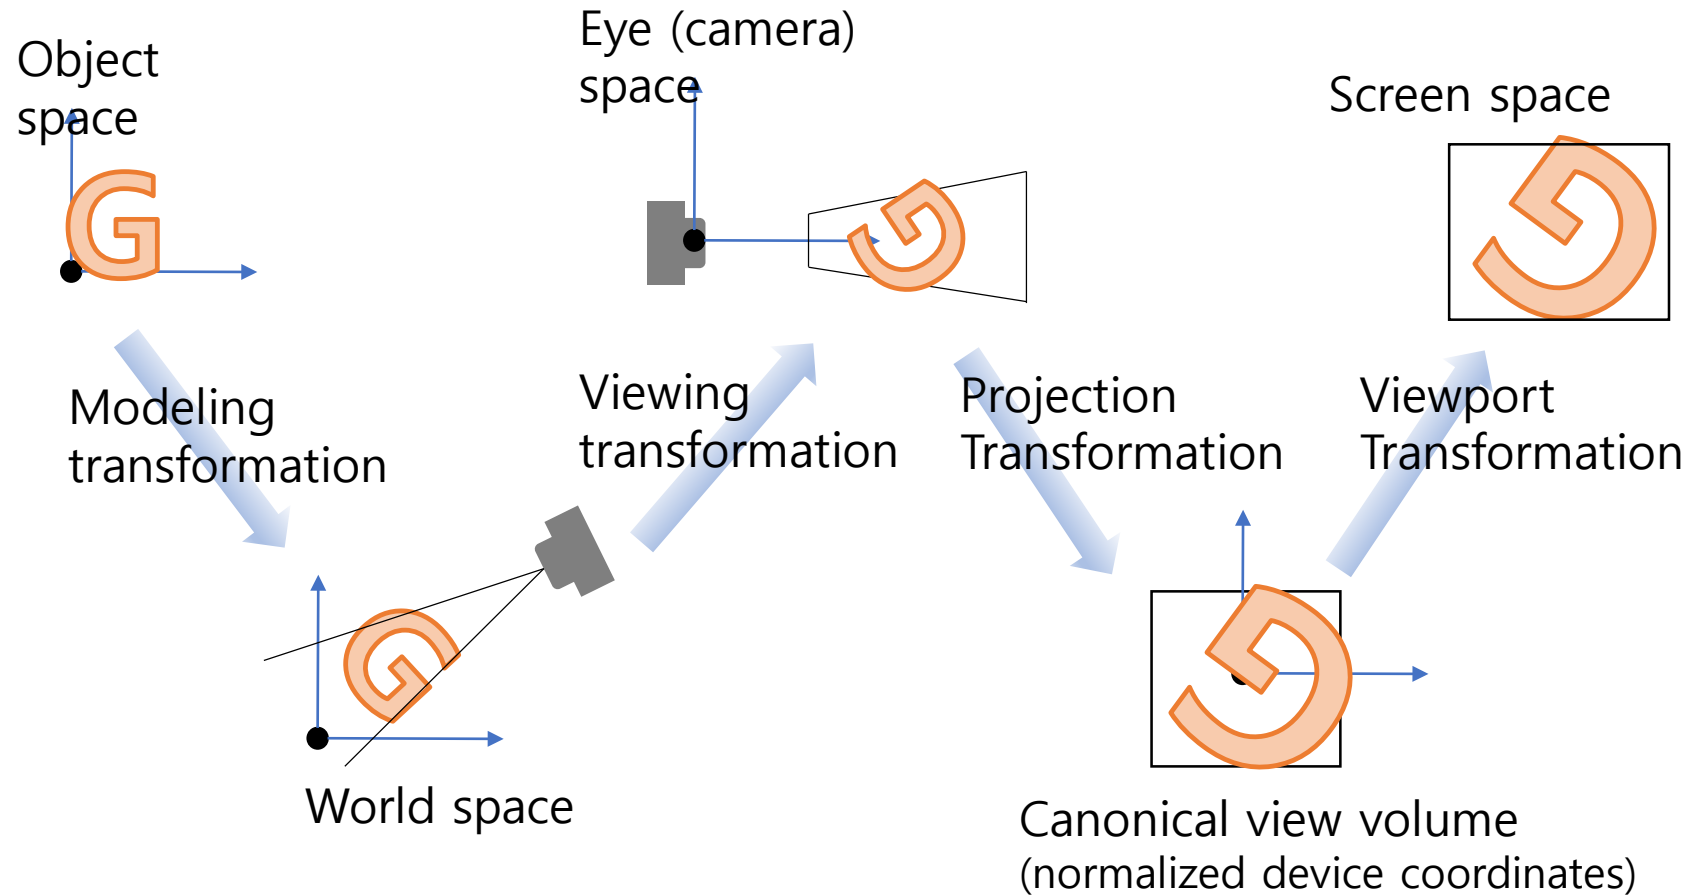 Object
space
G
Modeling
transformation
G
World space
Eye (camera)
space
Viewing
transformation
G
Projection
Transformation
G
Canonical view volume
(normalized device coordinates)
Viewport
Transformation
Screen space
G